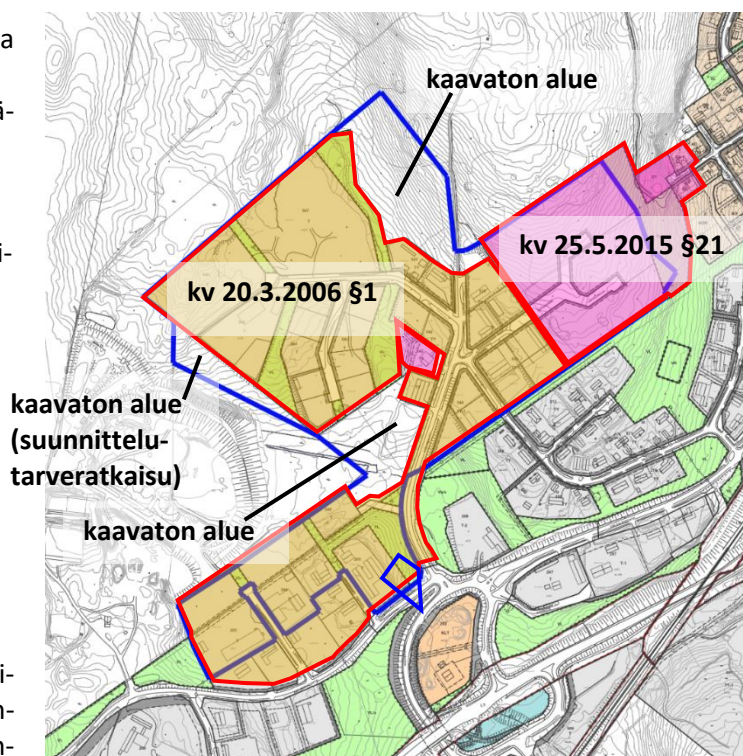 a
ä-
i-
kaavaton alue
kv 25.5.2015 §21
kv 20.3.2006 §1
kaavaton alue
(suunnittelu-
tarveratkaisu)
kaavaton alue
i-
n-
n-